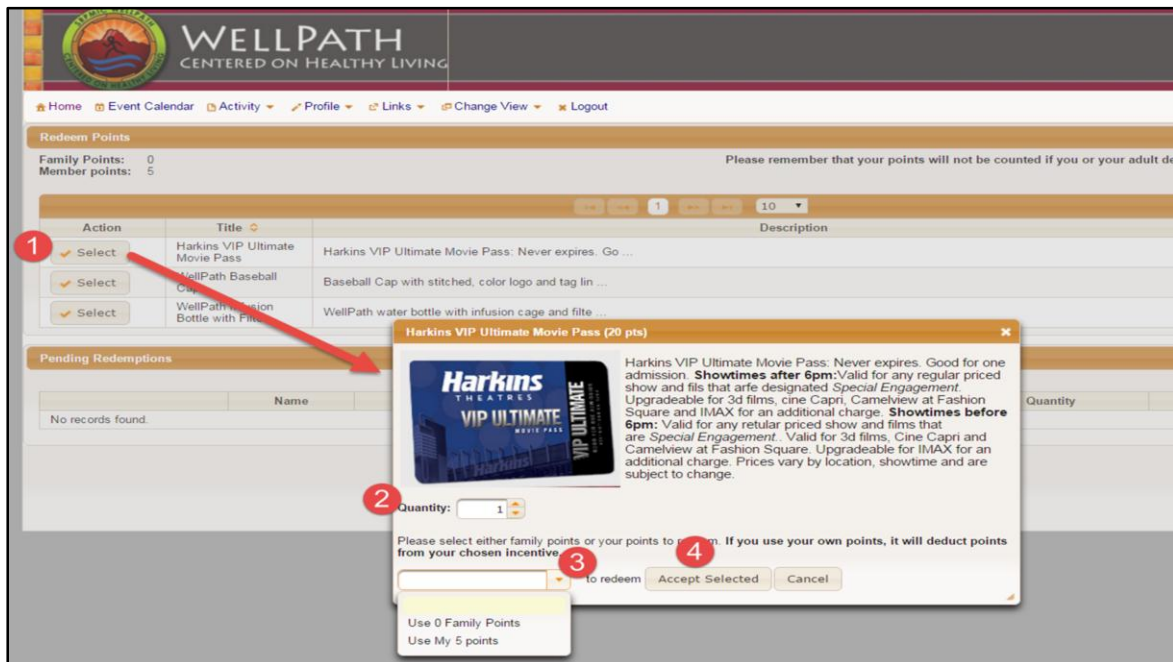 WELLPATH
CENTERED ON HEALTHY LIVING
Home Event Calendar Activity Profile Links Change View Logout
Redeem Points
Family Points: 0
Member points: 5
Please remember that your points will not be counted if you or your adult de
1 10
Action Title Description
1
Select Harkins VIP Ultimate Movie Pass Harkins VIP Ultimate Movie Pass: Never expires. Go ...
Select WellPath Baseball Baseball Cap with stitched, color logo and tag lin ...
Select WellPath Bottle with WellPath water bottle with infusion cage and filte ...
Pending Redemptions
Name Quantity
No records found.
Harkins VIP Ultimate Movie Pass (20 pts)
Harkins
THEATRES
VIP ULTIMATE
MOVIE PASS
VIP ULTIMATE
Harkins
Harkins VIP Ultimate Movie Pass: Never expires. Good for one
admission. Showtimes after 6pm:Valid for any regular priced
show and fils that arfe designated Special Engagement.
Upgradeable for 3d films, cine Capri, Camelview at Fashion
Square and IMAX for an additional charge. Showtimes before
6pm: Valid for any retular priced show and films that
are Special Engagement.. Valid for 3d films, Cine Capri and
Camelview at Fashion Square. Upgradeable for IMAX for an
additional charge. Prices vary by location, showtime and are
subject to change.
2
Quantity: 1
Please select either family points or your points to If you use your own points, it will deduct points
from your chosen incentive.
3 4
to redeem Accept Selected Cancel
Use 0 Family Points
Use My 5 points